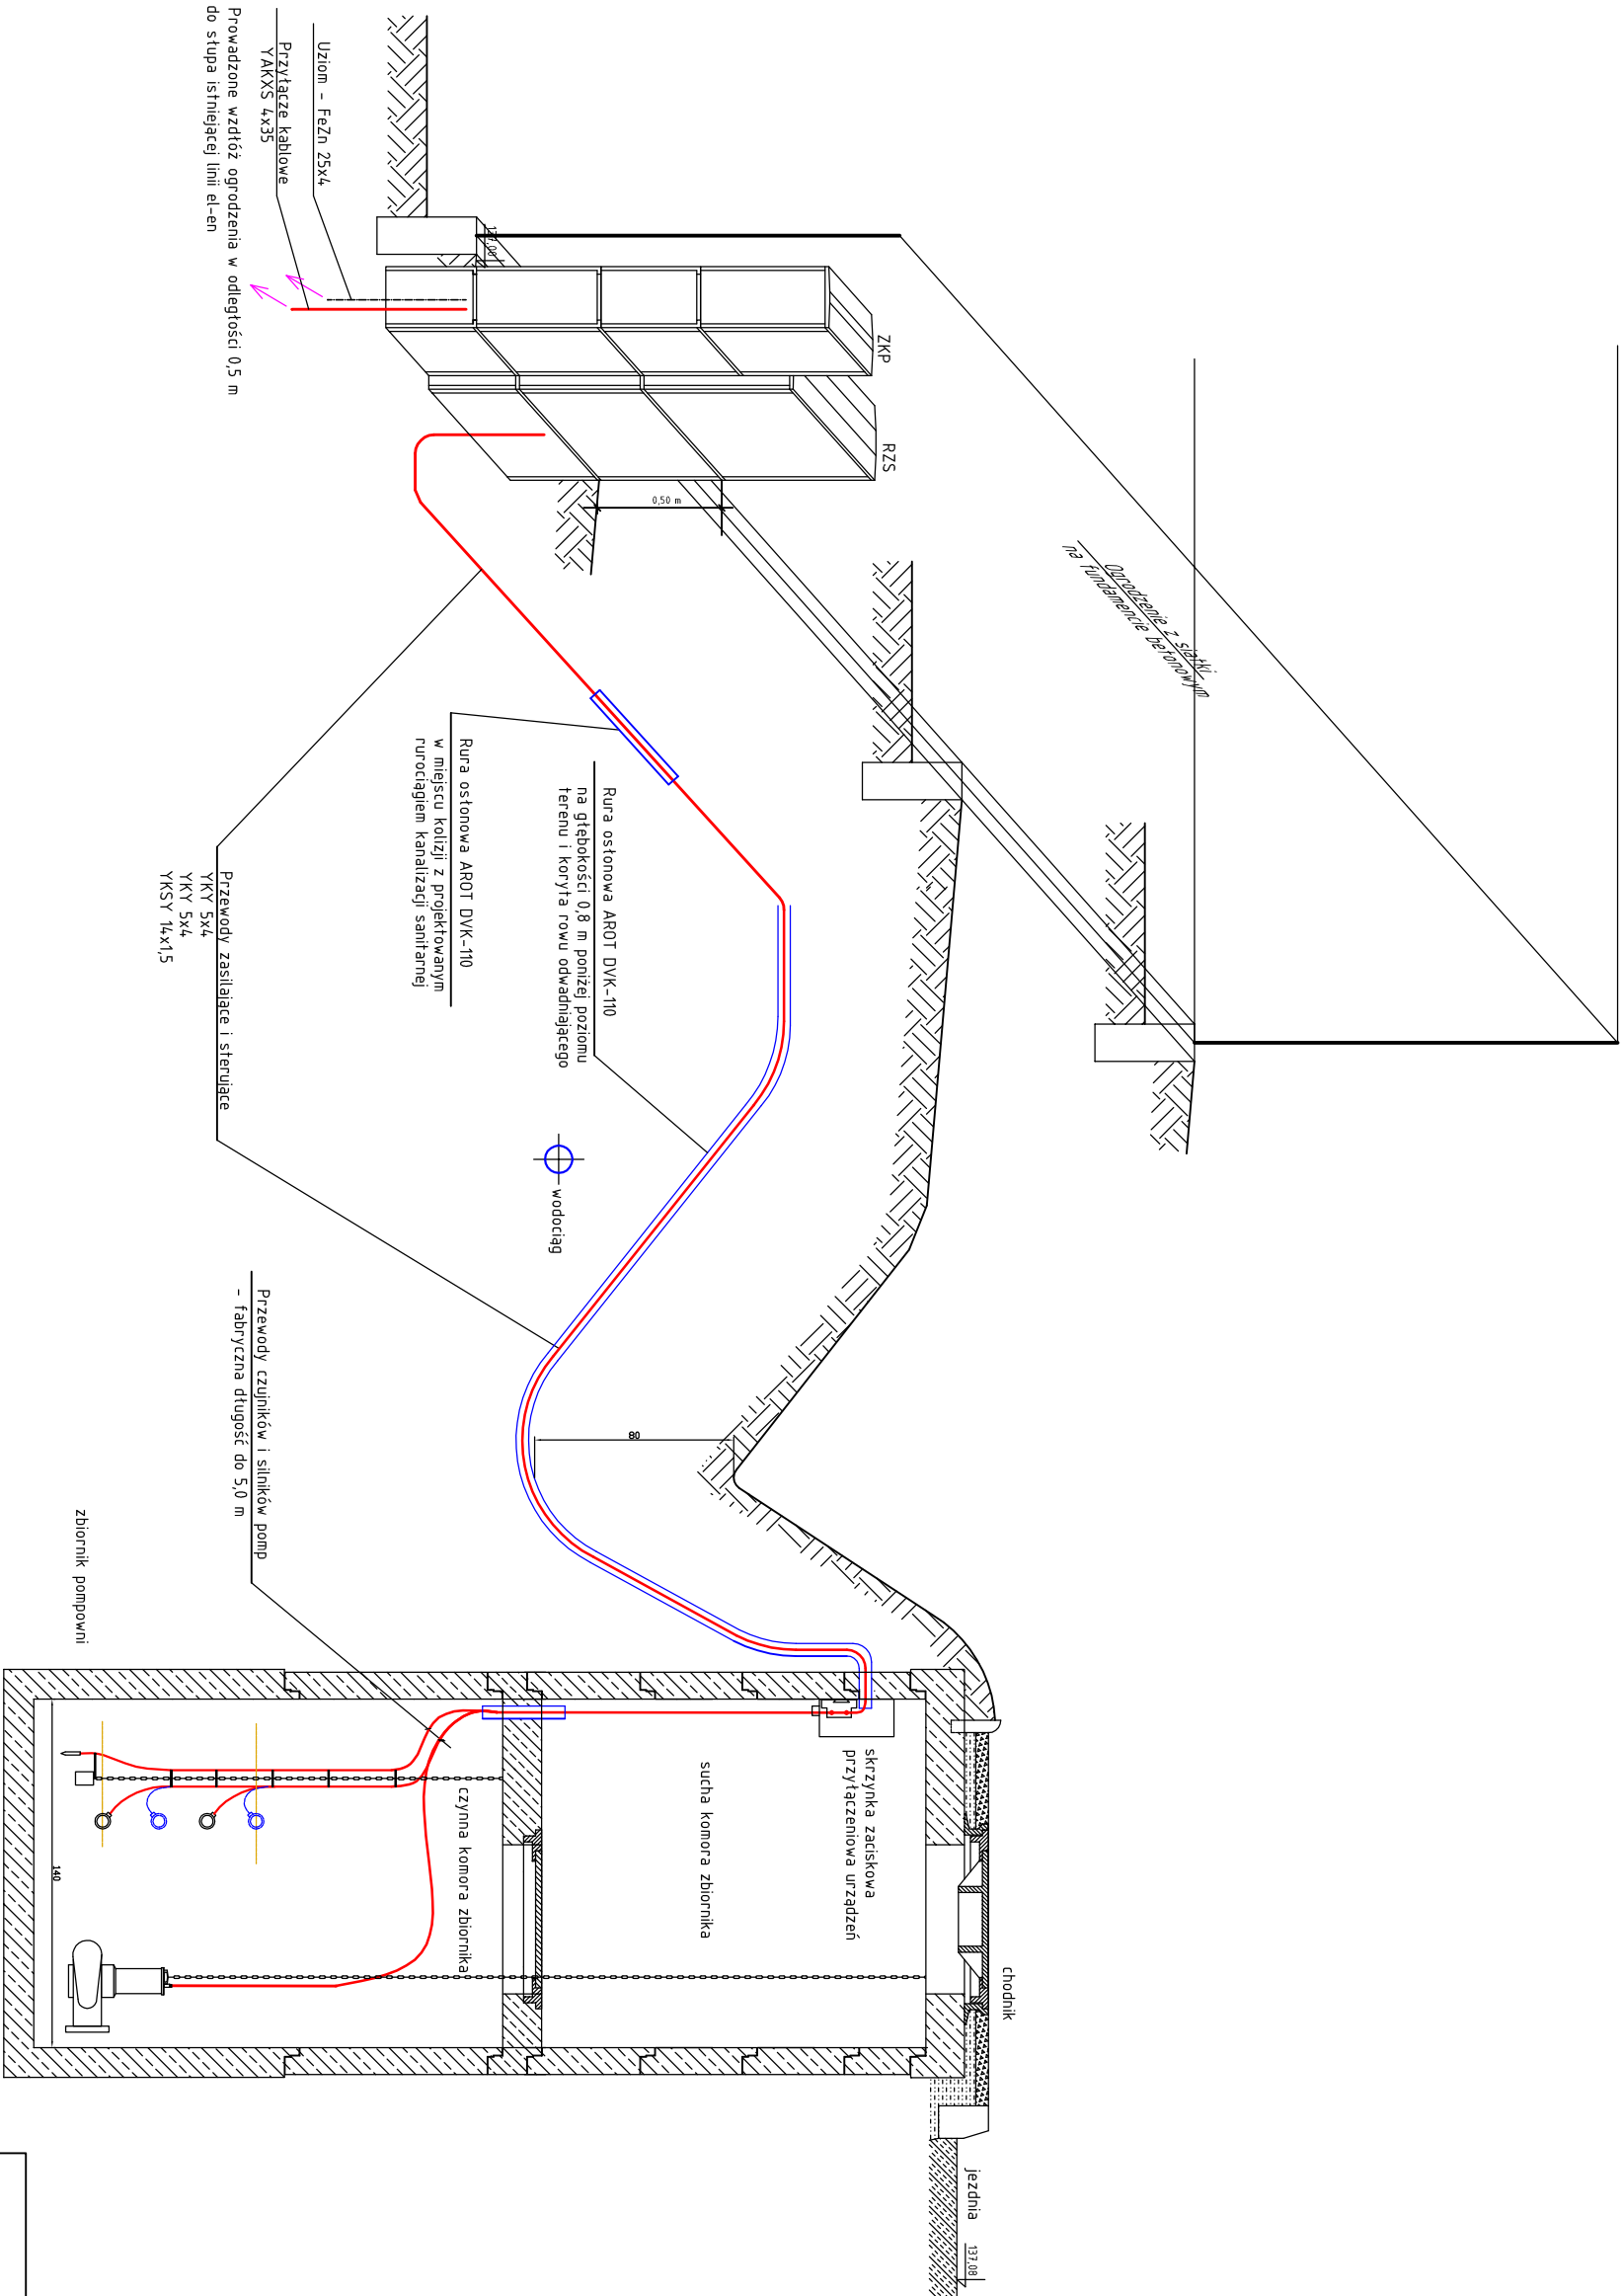 Ogrodzenie z siatki
na fundamencie betonowym
ZKP
RZS
0,50 m
Uziom - FeZn 25x4
Przyłącze kablowe
YAKXS 4x35
Prowadzone wzdłóż ogrodzenia w odległości 0,5 m
do słupa istniejącej linii el-en
Rura osłonowa AROT DVK-110
na głębokości 0,8 m poniżej poziomu
terenu i koryta rowu odwadniającego
Rura osłonowa AROT DVK-110
w miejscu kolizji z projektowanym
rurociągiem kanalizacji sanitarnej
Przewody zasilające i sterujące
YKY 5x4
YKY 5x4
YKSY 14x1,5
wodociąg
80
Przewody czujników i silników pomp
- fabryczna długość do 5,0 m
zbiornik pompowni
chodnik
jezdnia
137,08
skrzynka zaciskowa
przyłączeniowa urządzeń
sucha komora zbiornika
czynna komora zbiornika
140